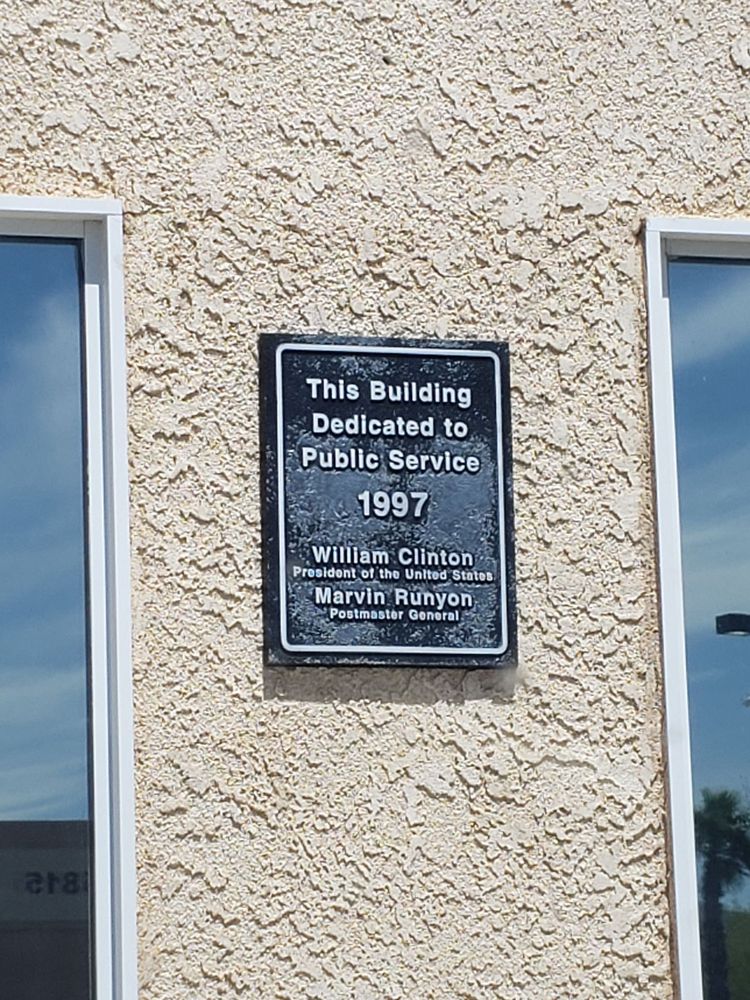 This Building
Dedicated to
Public Service
1997
William Clinton
President of the United States
Marvin Runyon
Postmaster General